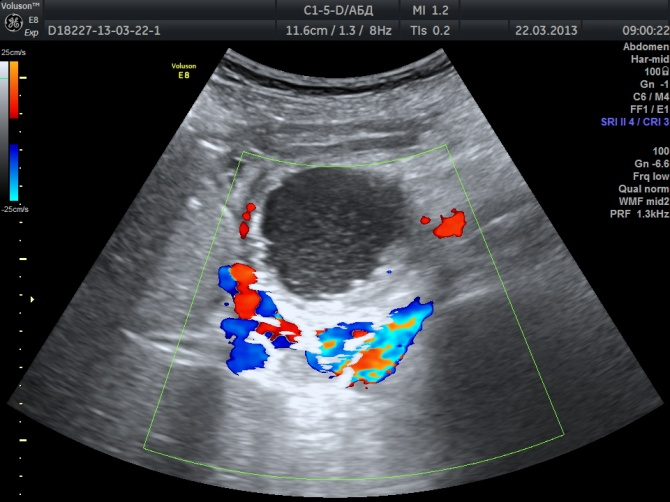 Voluson™
GE
E8
Exp
C1-5-D/АБД
MI 1.2
D18227-13-03-22-1
11.6cm / 1.3 / 8Hz
TIs 0.2
22.03.2013
09:00:22
25cm/s
-25cm/s
Voluson
E8
Abdomen
Har-mid
100
Gn -1
C6 / M4
FF1 / E1
SRI II 4 / CRI 3
100
Gn -6.6
Frq low
Qual norm
WMF mid2
PRF 1.3kHz